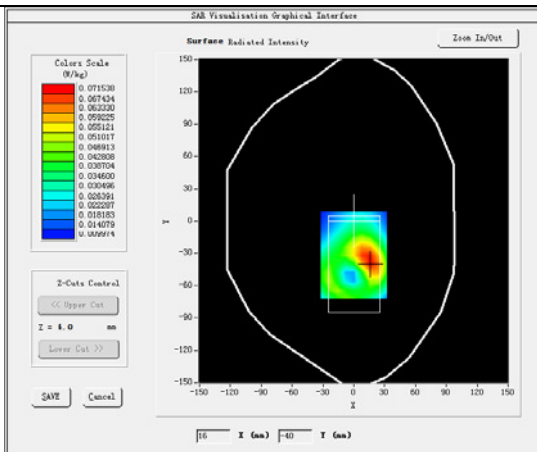 SAR Visualisation Graphical Interface
Surface Radiated Intensity
Zoom In/Out
Colors Scale
(W/kg)
0.071538
0.067434
0.063330
0.059225
0.055121
0.051017
0.046913
0.042808
0.038704
0.034600
0.030496
0.026391
0.022287
0.018183
0.014079
0.009974
150
120
90
60
30
0
-30
-60
-90
-120
-150
Y
-150 -120 -90 -60 -30 0 30 60 90 120 150
X
Z-Cuts Control
<< Upper Cut
Z = 4.0 mm
Lower Cut >>
SAVE Cancel
16 X (mm) -40 Y (mm)